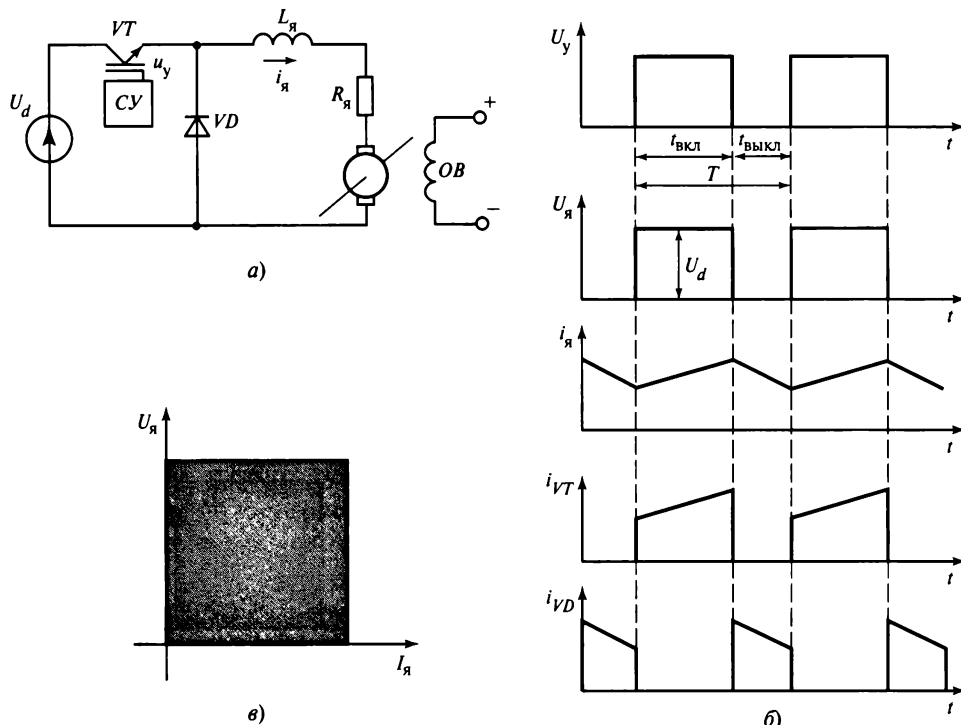 VT
u_у
СУ
U_d
VD
L_я
i_я
R_я
ОВ
+
−
а)
U_я
I_я
в)
U_у
t
t_вкл
t_выкл
T
U_я
U_d
t
i_я
t
i_VT
t
i_VD
t
б)